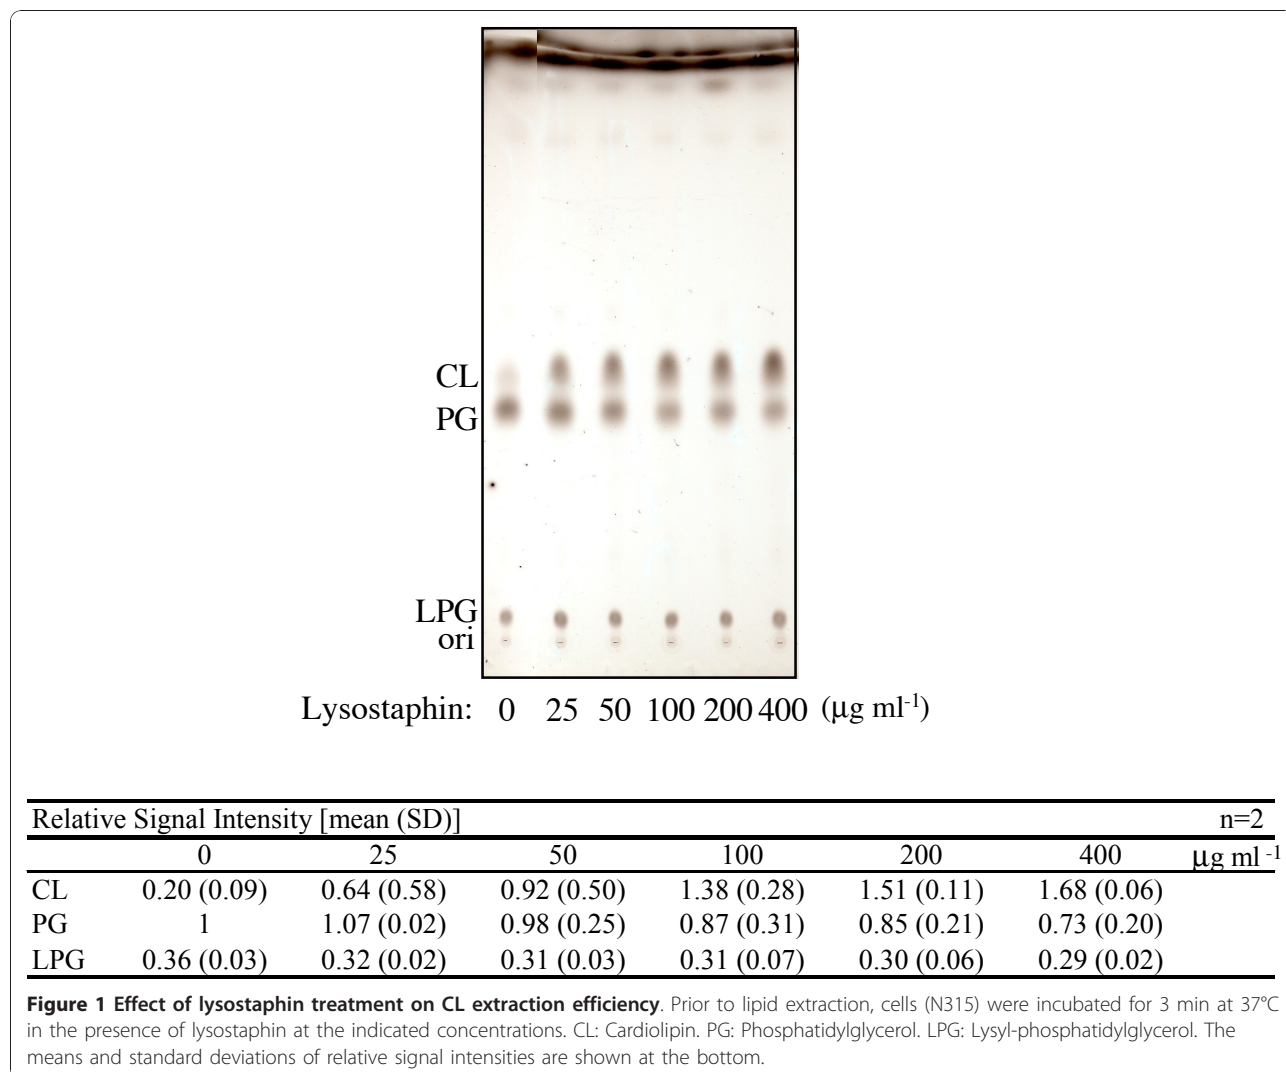 CL
PG
LPG
ori
Lysostaphin: 0 25 50 100 200 400 (μg ml-1)
Relative Signal Intensity [mean (SD)] n=2
0 25 50 100 200 400 μg ml -1
CL 0.20 (0.09) 0.64 (0.58) 0.92 (0.50) 1.38 (0.28) 1.51 (0.11) 1.68 (0.06)
PG 1 1.07 (0.02) 0.98 (0.25) 0.87 (0.31) 0.85 (0.21) 0.73 (0.20)
LPG 0.36 (0.03) 0.32 (0.02) 0.31 (0.03) 0.31 (0.07) 0.30 (0.06) 0.29 (0.02)
Figure 1 Effect of lysostaphin treatment on CL extraction efficiency. Prior to lipid extraction, cells (N315) were incubated for 3 min at 37°C
in the presence of lysostaphin at the indicated concentrations. CL: Cardiolipin. PG: Phosphatidylglycerol. LPG: Lysyl-phosphatidylglycerol. The
means and standard deviations of relative signal intensities are shown at the bottom.